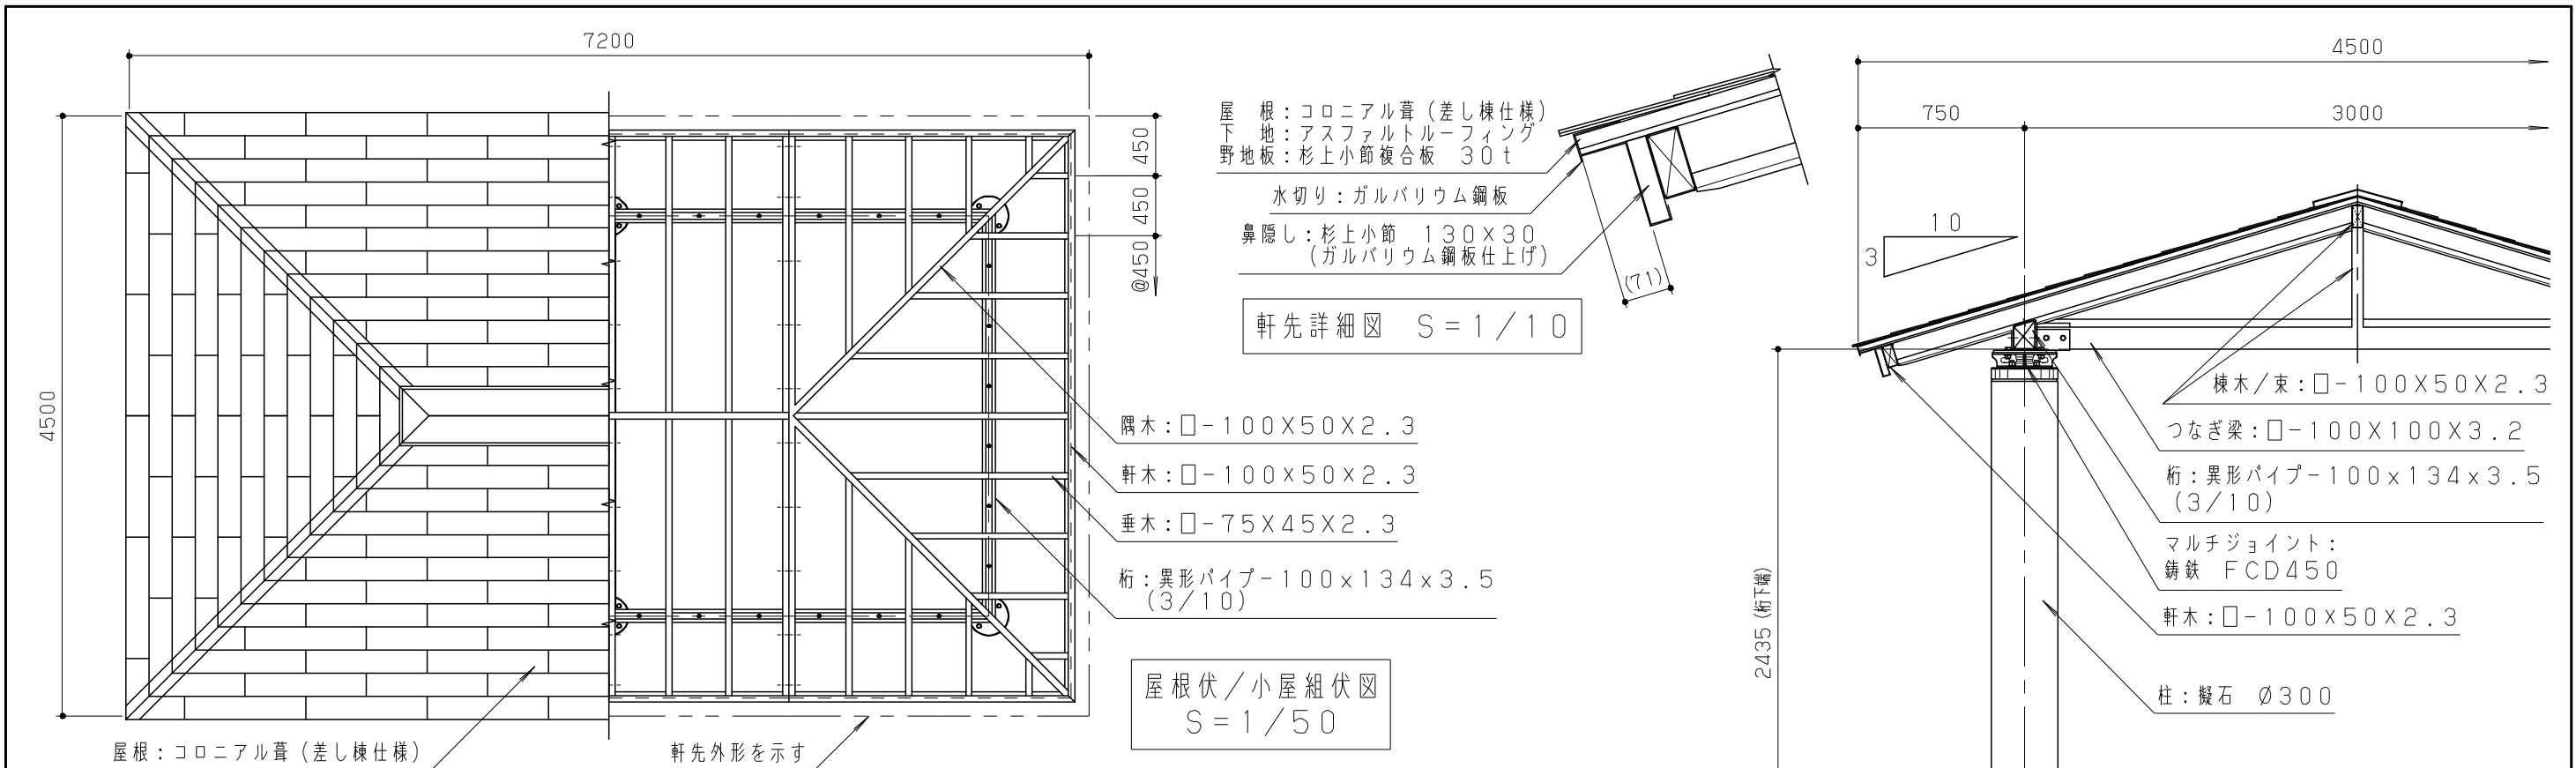 7200
4500
屋根：コロニアル葺（差し棟仕様）
軒先外形を示す
450
450
@450
屋　根：コロニアル葺（差し棟仕様）
下　地：アスファルトルーフィング
野地板：杉上小節複合板　30t
水切り：ガルバリウム鋼板
鼻隠し：杉上小節　130×30
（ガルバリウム鋼板仕上げ）
(71)
軒先詳細図　S=1/10
隅木：□-100X50X2.3
軒木：□-100×50×2.3
垂木：□-75X45X2.3
桁：異形パイプ-100x134x3.5
(3/10)
屋根伏/小屋組伏図
S=1/50
4500
750
3000
10
3
2435(桁下端)
棟木/束：□-100X50X2.3
つなぎ梁：□-100X100X3.2
桁：異形パイプ-100x134x3.5
(3/10)
マルチジョイント：
鋳鉄　FCD450
軒木：□-100×50×2.3
柱：擬石　Ø300